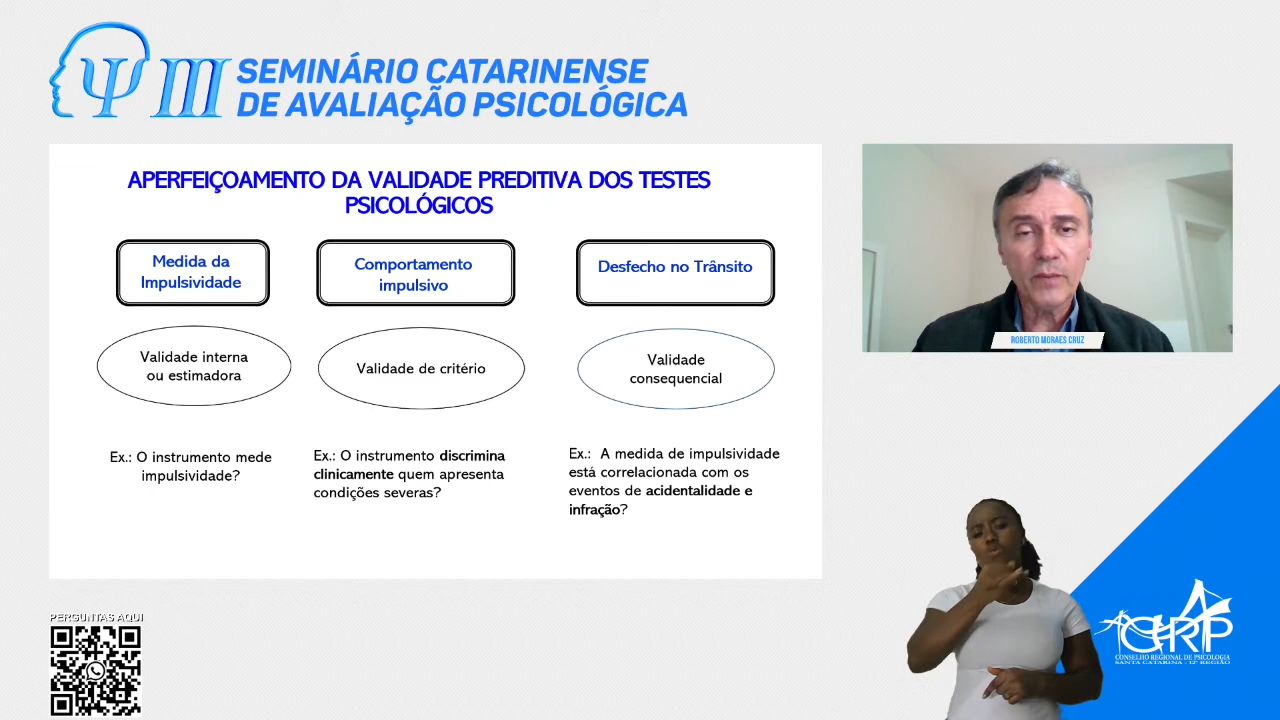 Ψ III SEMINÁRIO CATARINENSE
DE AVALIAÇÃO PSICOLÓGICA
APERFEIÇOAMENTO DA VALIDADE PREDITIVA DOS TESTES
PSICOLÓGICOS
Medida da
Impulsividade
Comportamento
impulsivo
Desfecho no Trânsito
Validade interna
ou estimadora
Validade de critério
Validade
consequencial
Ex.: O instrumento mede
impulsividade?
Ex.: O instrumento discrimina
clinicamente quem apresenta
condições severas?
Ex.: A medida de impulsividade
está correlacionada com os
eventos de acidentalidade e
infração?
ROBERTO MORAES CRUZ
PERGUNTAS AQUI
CRP
CONSELHO REGIONAL DE PSICOLOGIA
SANTA CATARINA - 12ª REGIÃO